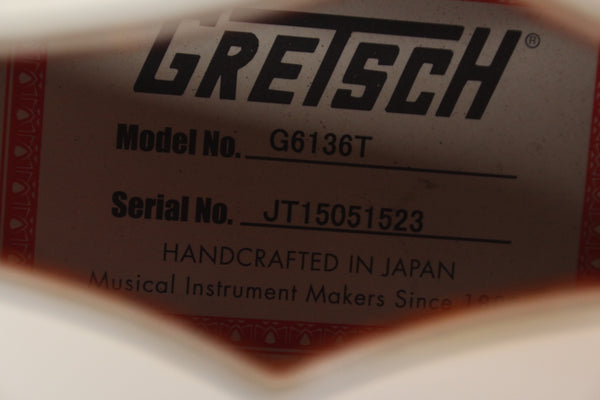 GRETSCH®
Model No. G6136T
Serial No. JT15051523
HANDCRAFTED IN JAPAN
Musical Instrument Makers Since